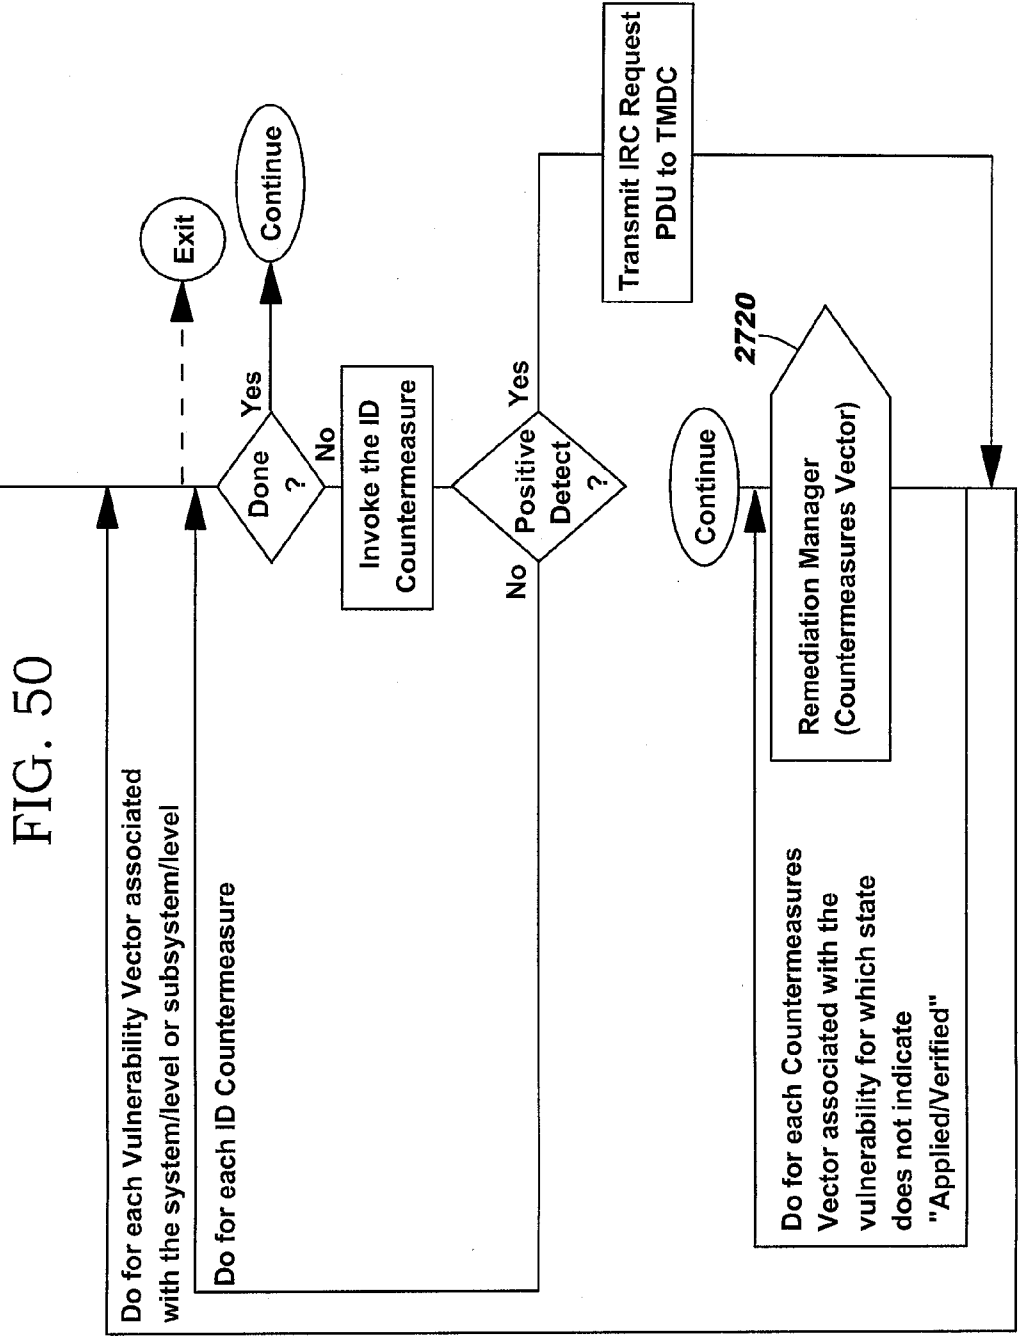 FIG. 50
Do for each Vulnerability Vector associated
with the system/level or subsystem/level
Exit
Do for each ID Countermeasure
Done
?
Yes
Continue
No
Invoke the ID
Countermeasure
Positive
Detect
?
No
Yes
Transmit IRC Request
PDU to TMDC
Continue
2720
Remediation Manager
(Countermeasures Vector)
Do for each Countermeasures
Vector associated with the
vulnerability for which state
does not indicate
"Applied/Verified"